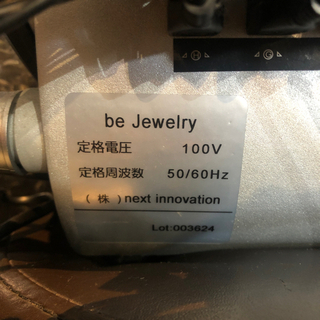 H G
be Jewelry
定格電圧 100V
定格周波数 50/60Hz
(株)next innovation
Lot:003624